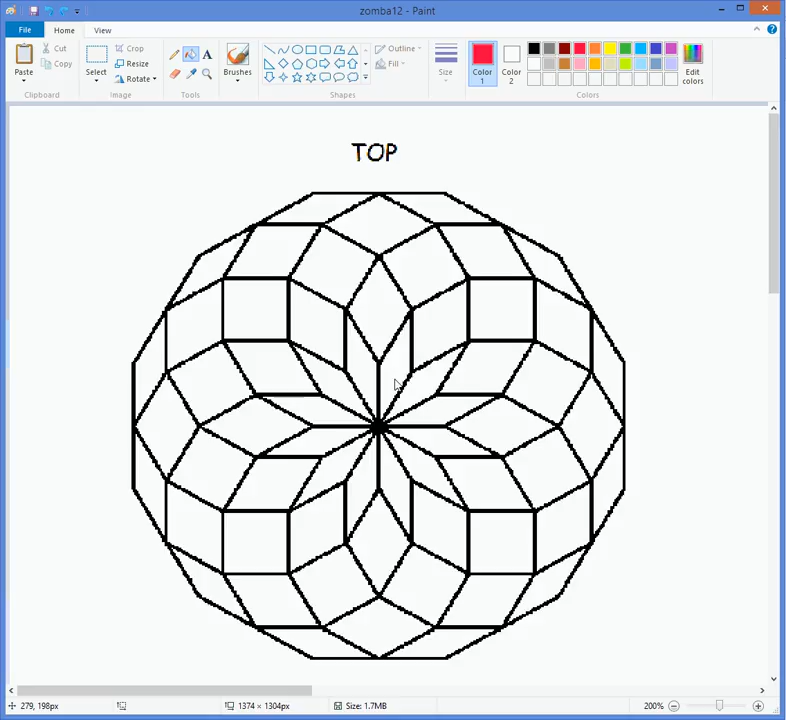 zomba12 - Paint
File
Home
View
Paste
Cut
Copy
Clipboard
Select
Crop
Resize
Rotate
Image
A
Tools
Brushes
Outline
Fill
Shapes
Size
Color 1
Color 2
Edit colors
Colors
TOP
279, 198px
1374 × 1304px
Size: 1.7MB
200%